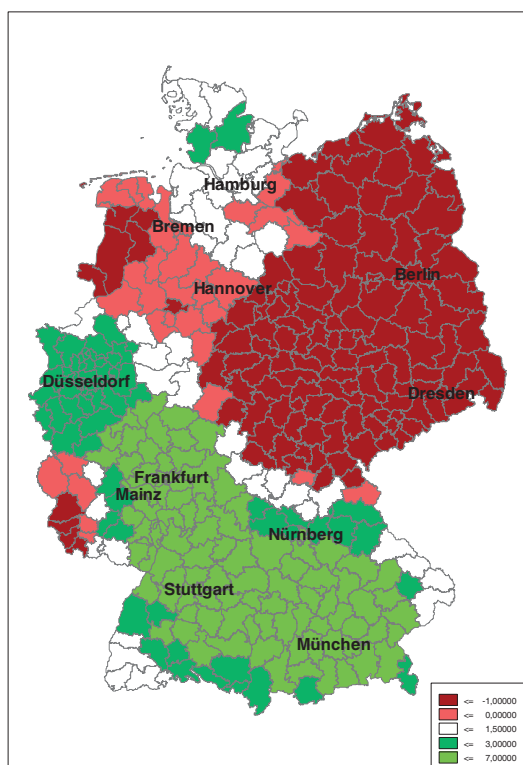 Hamburg
Bremen
Berlin
Hannover
Düsseldorf
Dresden
Frankfurt
Mainz
Nürnberg
Stuttgart
München
<= -1,00000
<= 0,00000
<= 1,50000
<= 3,00000
<= 7,00000